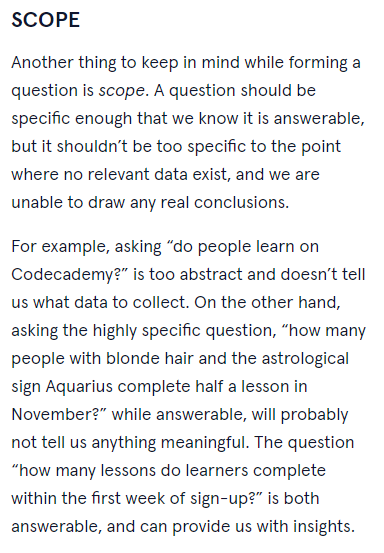 SCOPE
Another thing to keep in mind while forming a
question is scope. A question should be
specific enough that we know it is answerable,
but it shouldn’t be too specific to the point
where no relevant data exist, and we are
unable to draw any real conclusions.
For example, asking “do people learn on
Codecademy?” is too abstract and doesn’t tell
us what data to collect. On the other hand,
asking the highly specific question, “how many
people with blonde hair and the astrological
sign Aquarius complete half a lesson in
November?” while answerable, will probably
not tell us anything meaningful. The question
“how many lessons do learners complete
within the first week of sign-up?” is both
answerable, and can provide us with insights.